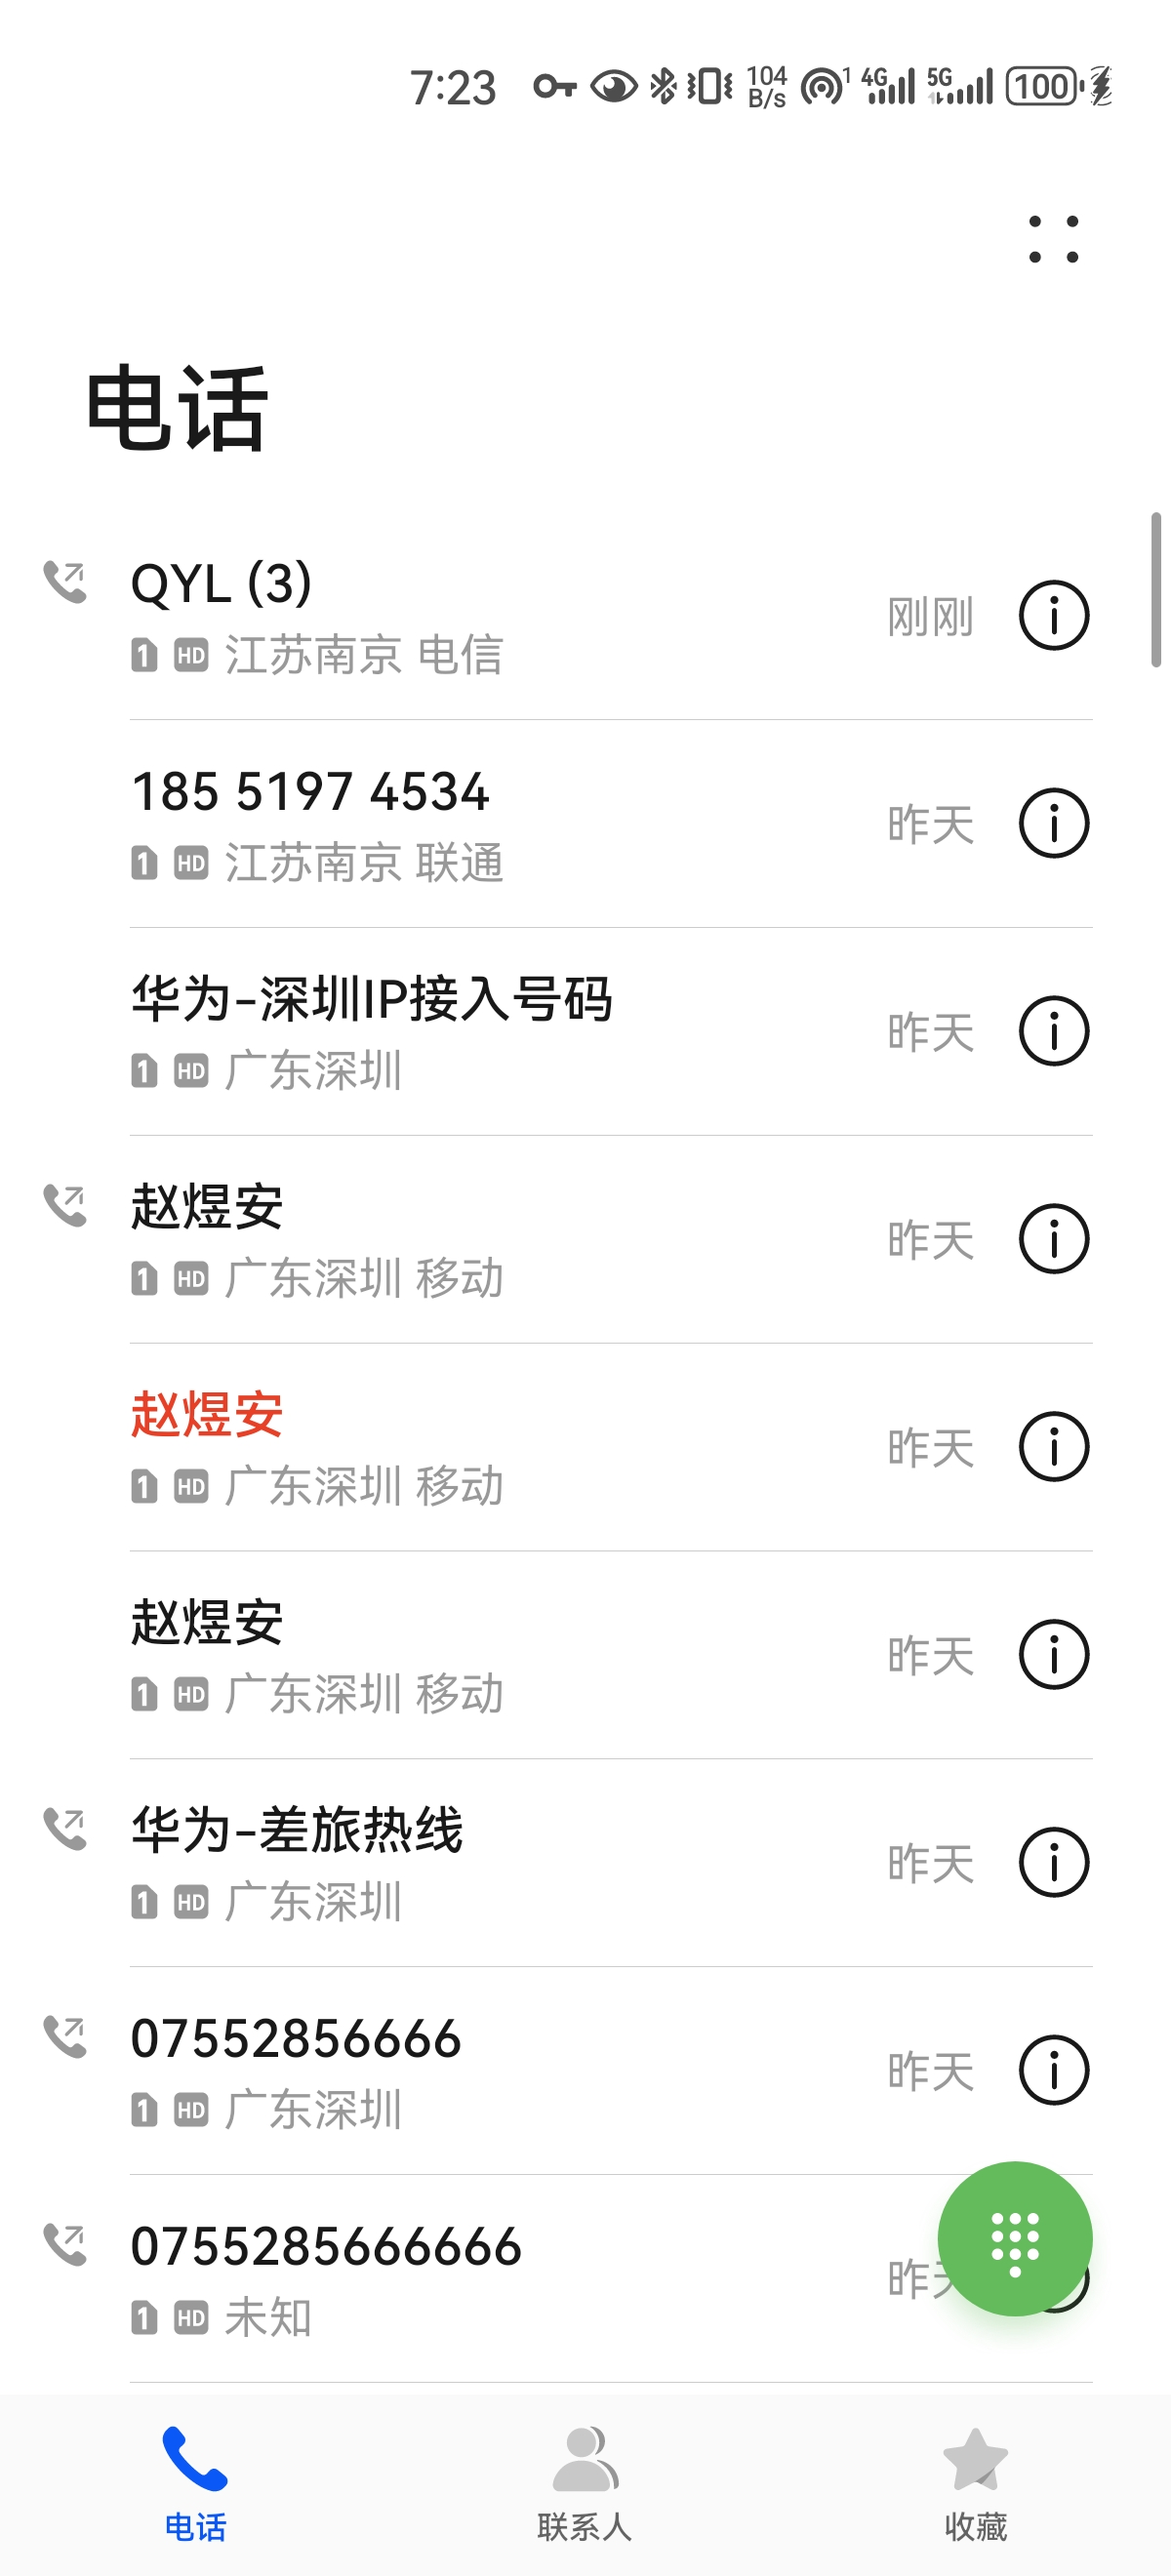 7:23 104 B/s 1 4G 5G 100
电话
QYL (3)
1 HD 江苏南京 电信
刚刚
185 5197 4534
1 HD 江苏南京 联通
昨天
华为-深圳IP接入号码
1 HD 广东深圳
昨天
赵煜安
1 HD 广东深圳 移动
昨天
赵煜安
1 HD 广东深圳 移动
昨天
赵煜安
1 HD 广东深圳 移动
昨天
华为-差旅热线
1 HD 广东深圳
昨天
07552856666
1 HD 广东深圳
昨天
0755285666666
1 HD 未知
昨天
电话
联系人
收藏